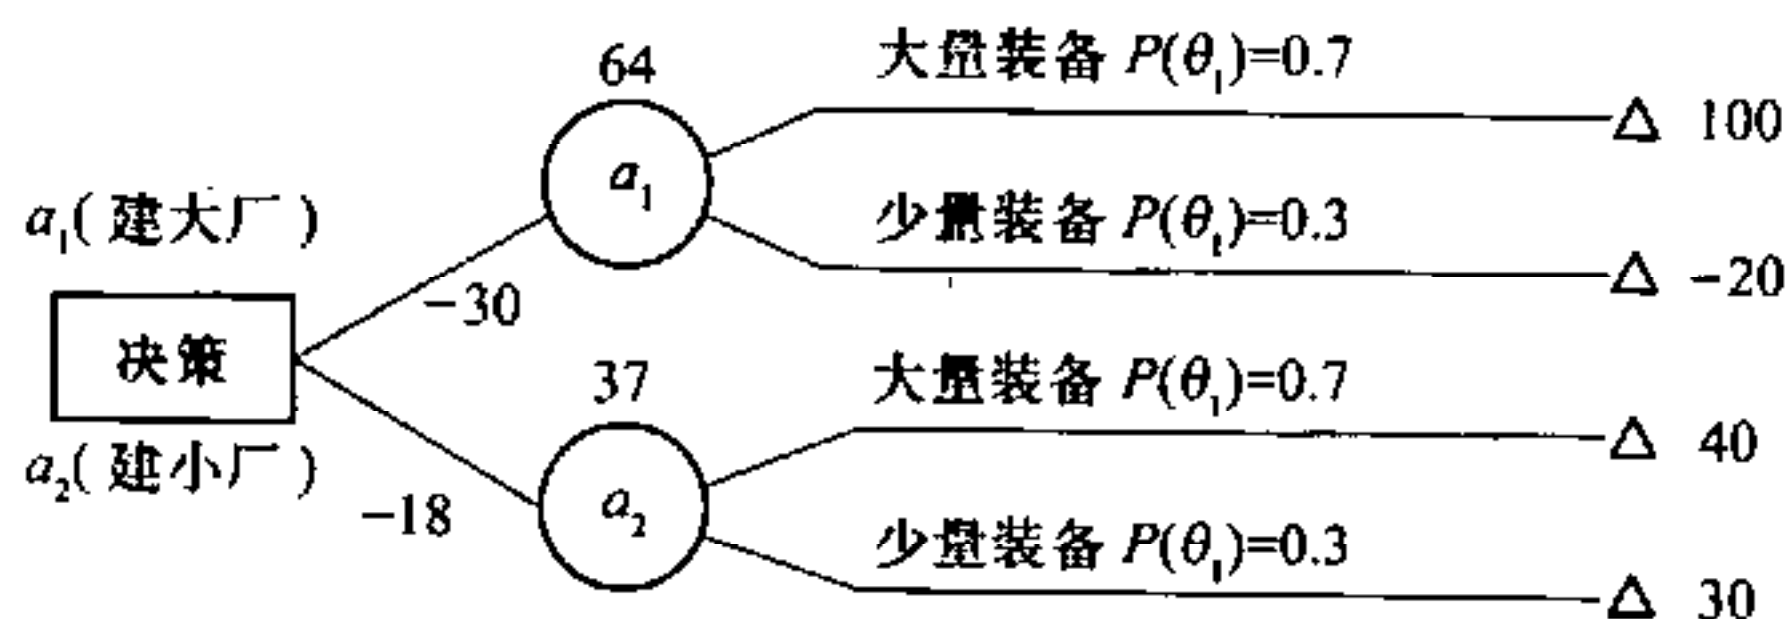 64
大量装备 P(θ₁)=0.7
100
a₁
a₁(建大厂)
少量装备 P(θ₁)=0.3
-20
-30
决策
37
大量装备 P(θ₁)=0.7
40
a₂(建小厂)
-18
a₂
少量装备 P(θ₁)=0.3
30